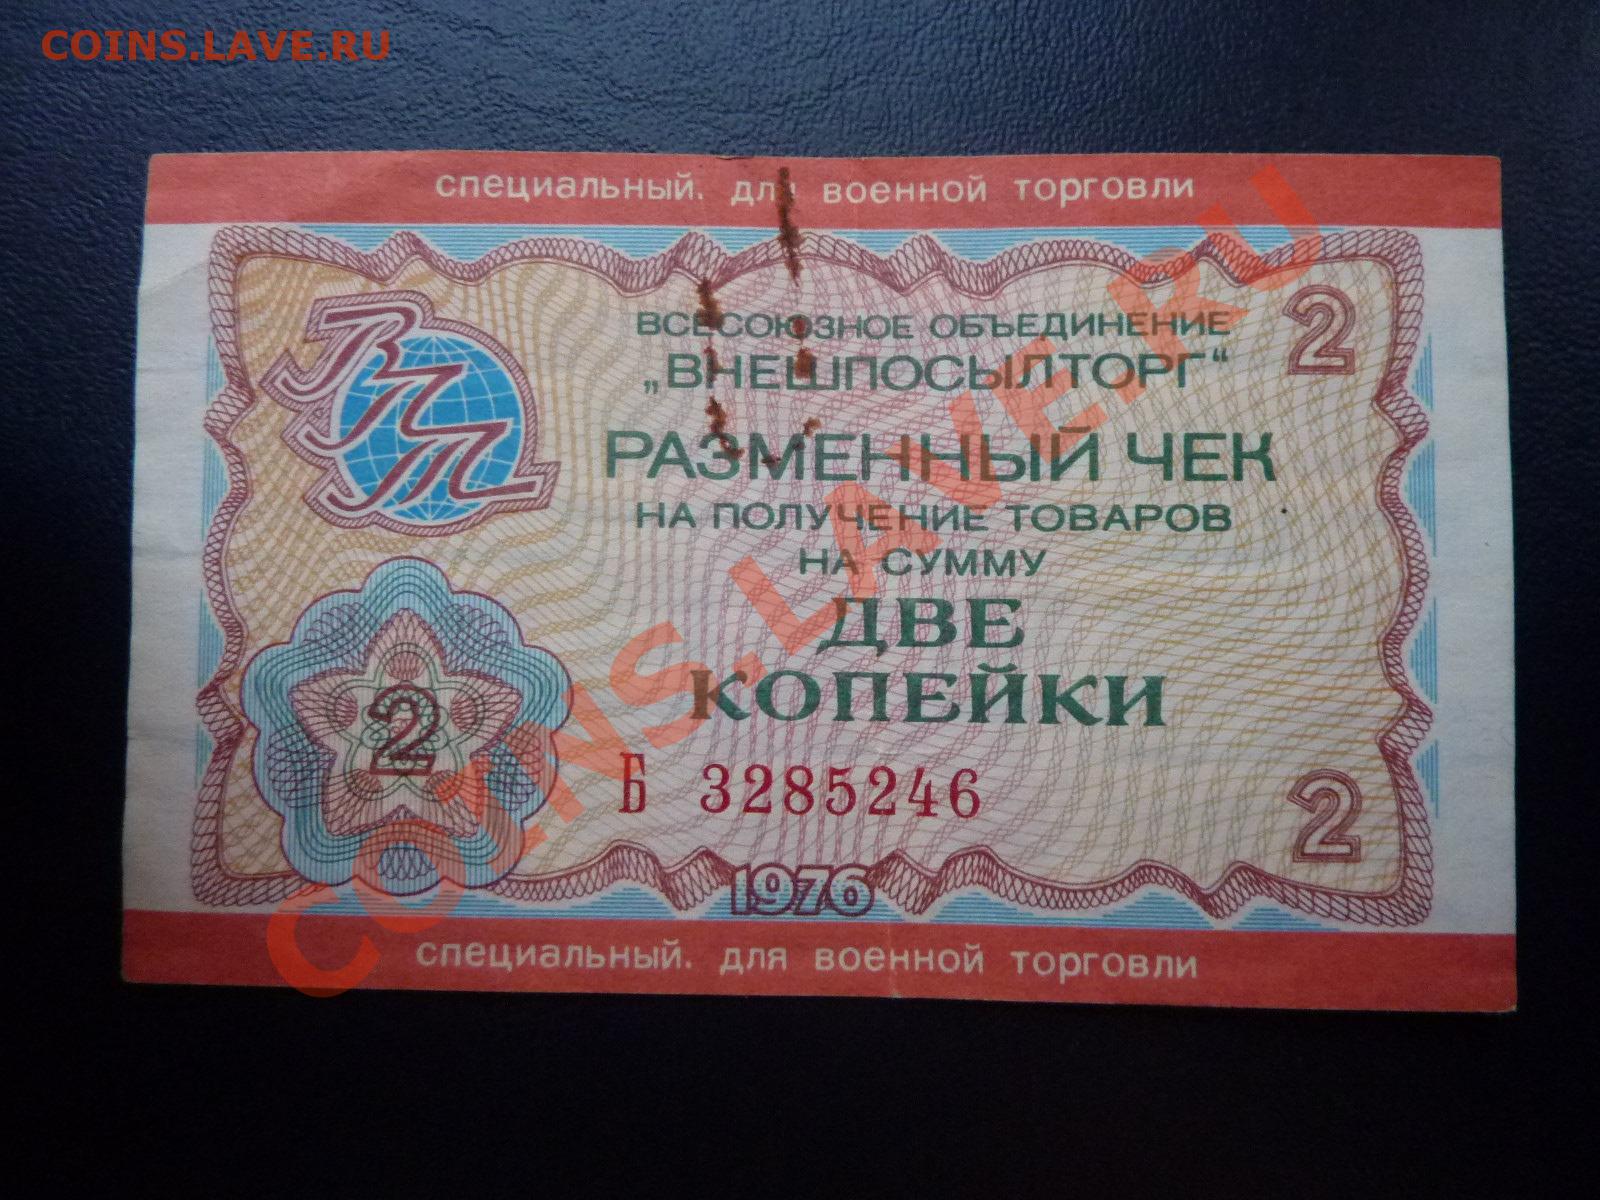 COINS.LAVE.RU
специальный. для военной торговли
ВПТ
ВСЕСОЮЗНОЕ ОБЪЕДИНЕНИЕ
„ВНЕШПОСЫЛТОРГ“
2
РАЗМЕННЫЙ ЧЕК
НА ПОЛУЧЕНИЕ ТОВАРОВ
НА СУММУ
ДВЕ
КОПЕЙКИ
2
Б 3285246
2
1976
специальный. для военной торговли
COINS.LAVE.RU